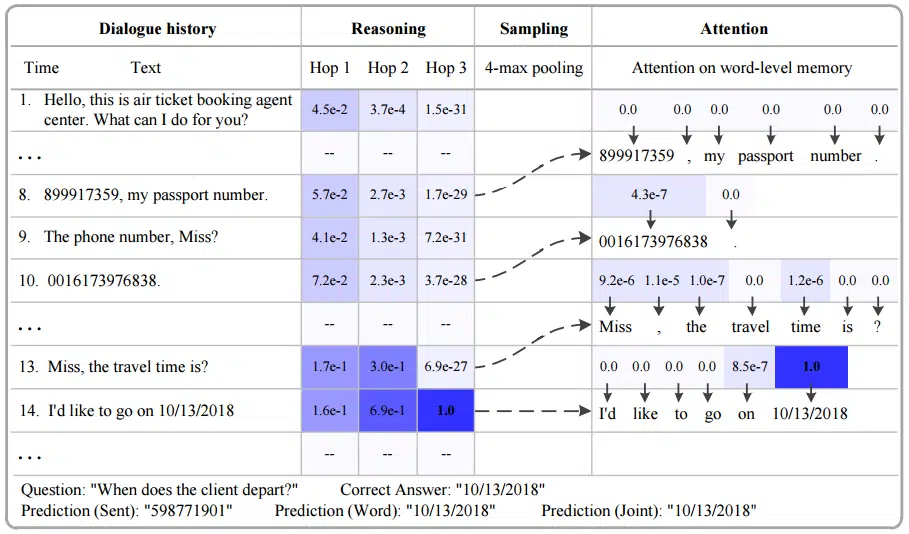 Dialogue history Reasoning Sampling Attention
Time Text Hop 1 Hop 2 Hop 3 4-max pooling Attention on word-level memory
1. Hello, this is air ticket booking agent center. What can I do for you? 4.5e-2 3.7e-4 1.5e-31 0.0 0.0 0.0 0.0 0.0 0.0
... -- -- -- 899917359 , my passport number .
8. 899917359, my passport number. 5.7e-2 2.7e-3 1.7e-29 4.3e-7 0.0
9. The phone number, Miss? 4.1e-2 1.3e-3 7.2e-31 0016173976838 .
10. 0016173976838. 7.2e-2 2.3e-3 3.7e-28 9.2e-6 1.1e-5 1.0e-7 0.0 1.2e-6 0.0 0.0
... -- -- -- Miss , the travel time is ?
13. Miss, the travel time is? 1.7e-1 3.0e-1 6.9e-27 0.0 0.0 0.0 0.0 8.5e-7 1.0
14. I'd like to go on 10/13/2018 1.6e-1 6.9e-1 1.0 I'd like to go on 10/13/2018
... -- -- --
Question: "When does the client depart?" Correct Answer: "10/13/2018"
Prediction (Sent): "598771901" Prediction (Word): "10/13/2018" Prediction (Joint): "10/13/2018"